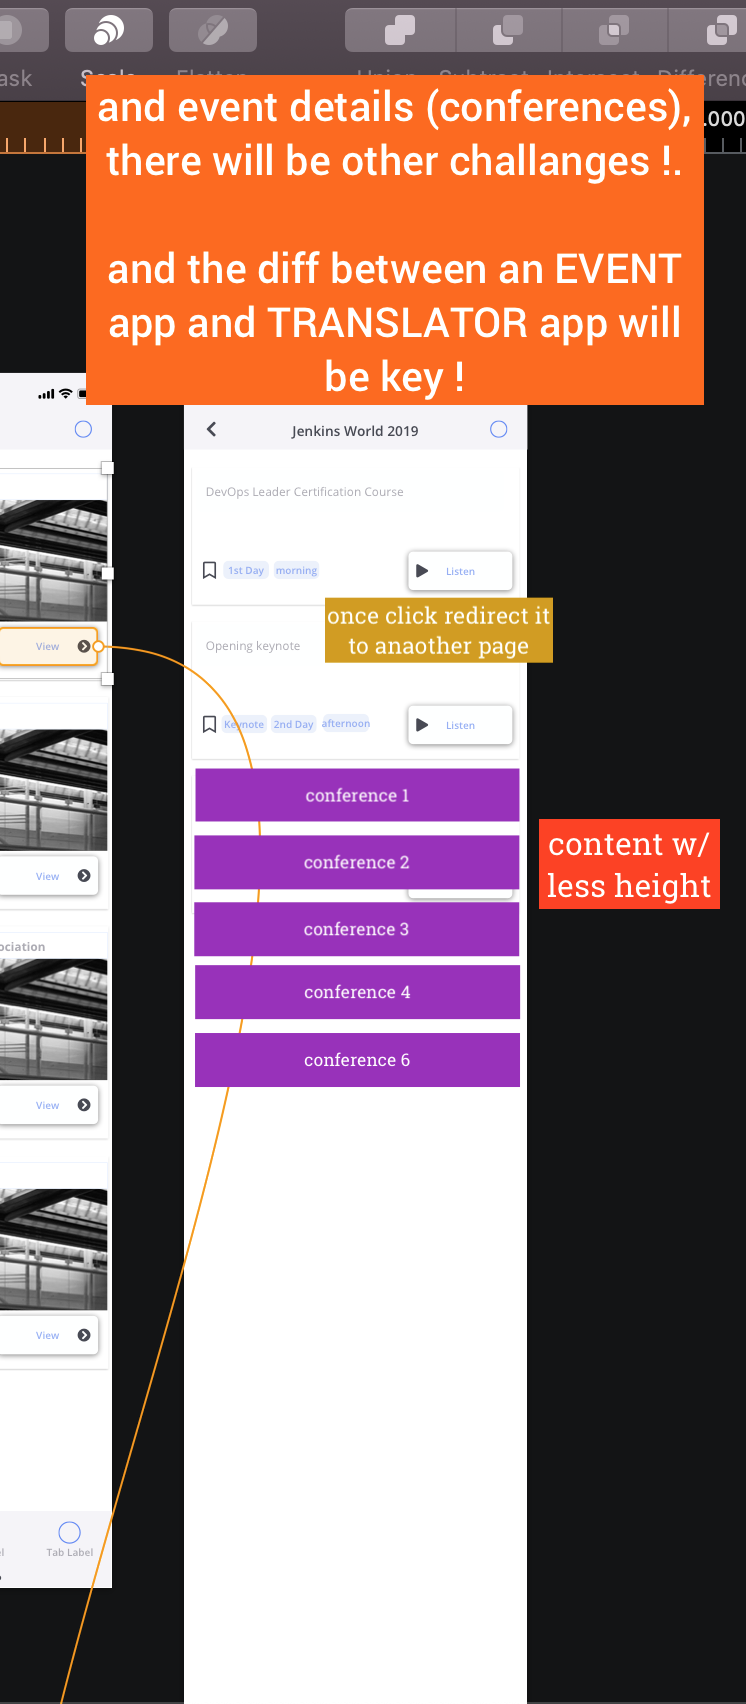 ask
and event details (conferences),
.000
there will be other challanges !.
and the diff between an EVENT
app and TRANSLATOR app will
be key !
Jenkins World 2019
DevOps Leader Certification Course
1st Day
morning
Listen
once click redirect it
to anaother page
Opening keynote
View
Keynote
2nd Day
afternoon
Listen
conference 1
content w/
less height
conference 2
View
conference 3
ociation
conference 4
conference 6
View
View
Tab Label